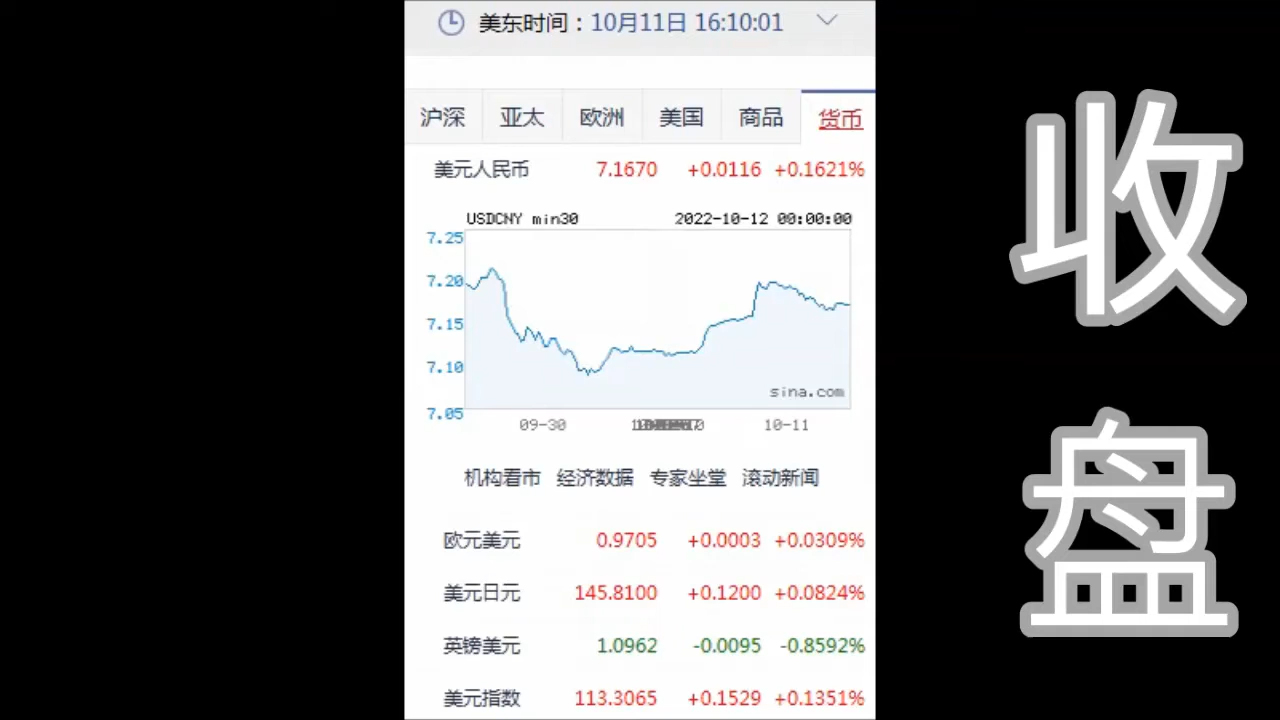 美东时间：10月11日 16:10:01
沪深 亚太 欧洲 美国 商品 货币
美元人民币 7.1670 +0.0116 +0.1621%
USDCNY min30 2022-10-12 00:00:00
7.25
7.20
7.15
7.10
7.05
sina.com
09-30 10-11
机构看市 经济数据 专家坐堂 滚动新闻
欧元美元 0.9705 +0.0003 +0.0309%
美元日元 145.8100 +0.1200 +0.0824%
英镑美元 1.0962 -0.0095 -0.8592%
美元指数 113.3065 +0.1529 +0.1351%
收
盘